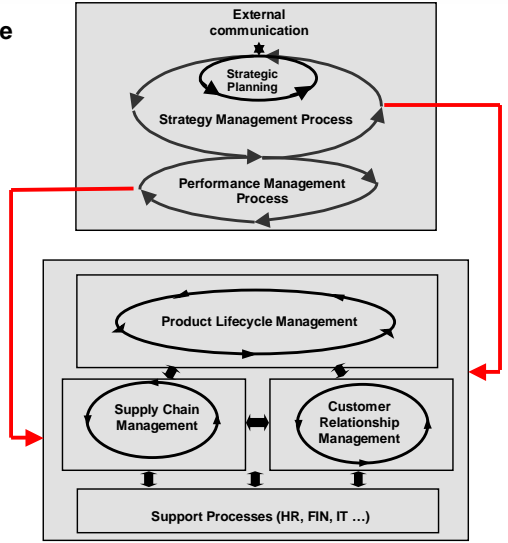 e
External
communication
Strategic
Planning
Strategy Management Process
Performance Management
Process
Product Lifecycle Management
Supply Chain
Management
Customer
Relationship
Management
Support Processes (HR, FIN, IT ...)